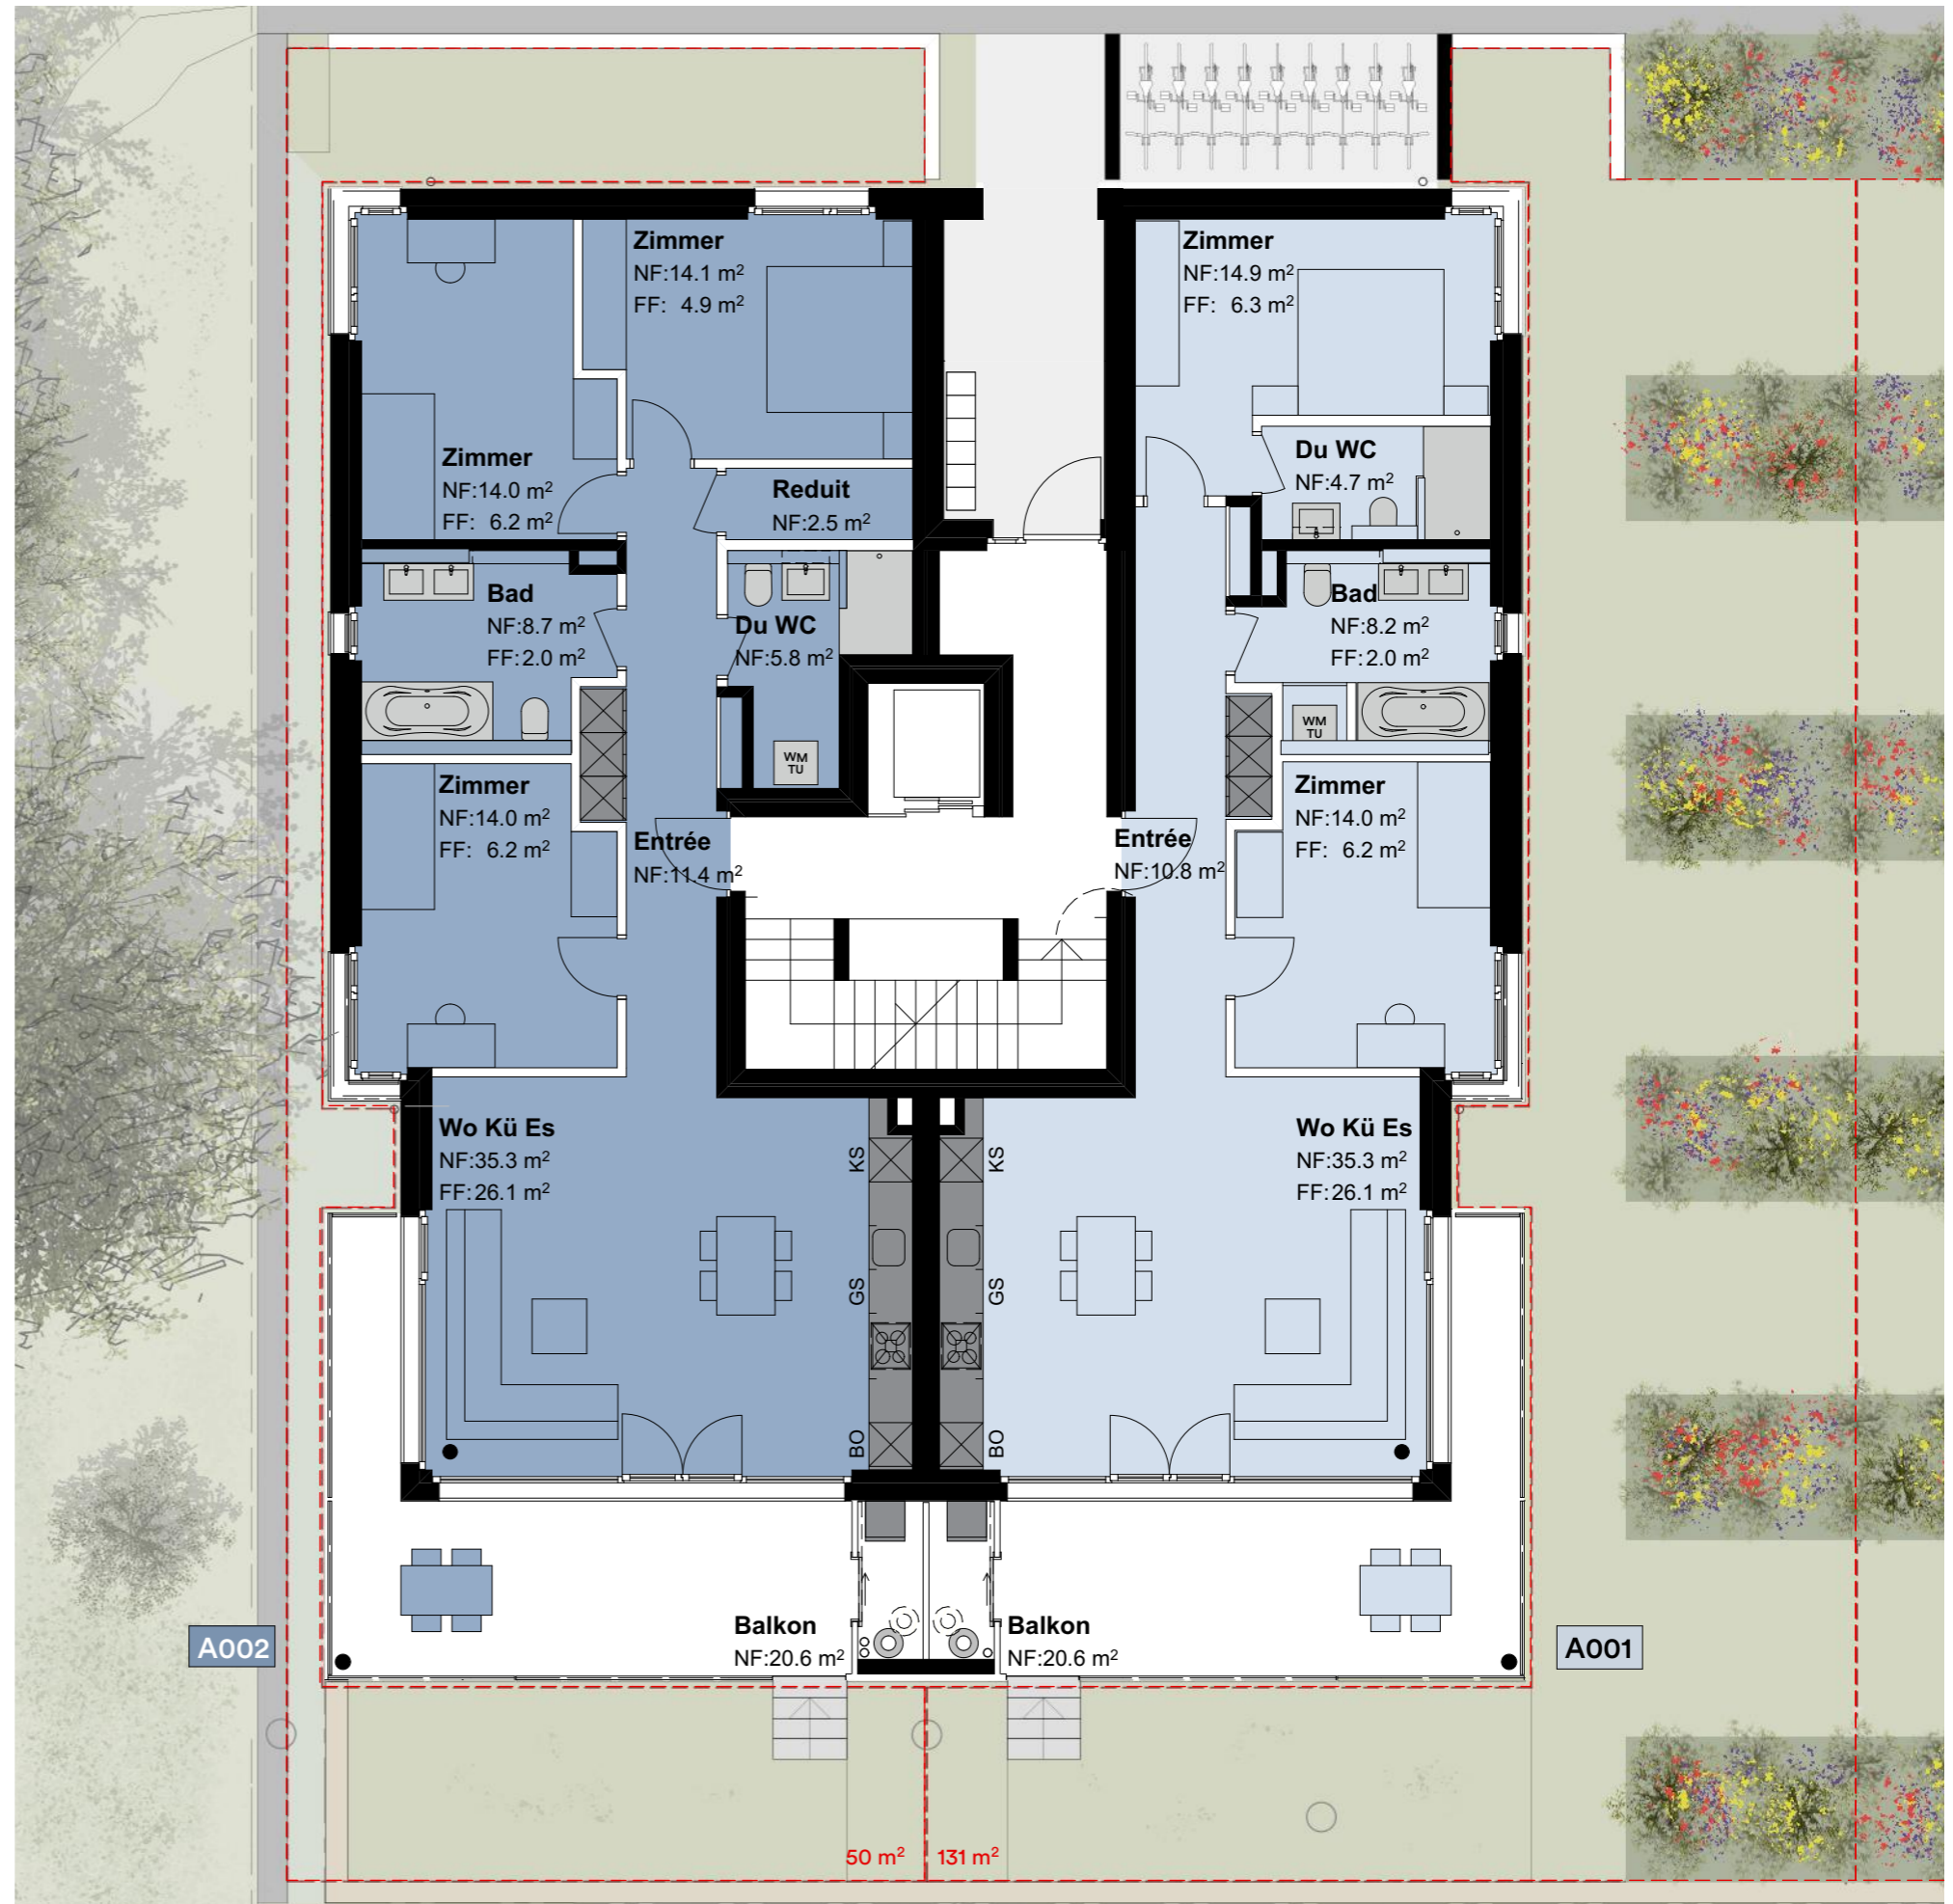 Zimmer
NF:14.1 m²
FF: 4.9 m²
Zimmer
NF:14.9 m²
FF: 6.3 m²
Zimmer
NF:14.0 m²
FF: 6.2 m²
Reduit
NF:2.5 m²
Du WC
NF:4.7 m²
Bad
NF:8.7 m²
FF:2.0 m²
Du WC
NF:5.8 m²
Bad
NF:8.2 m²
FF:2.0 m²
WM
TU
WM
TU
Zimmer
NF:14.0 m²
FF: 6.2 m²
Entrée
NF:11.4 m²
Entrée
NF:10.8 m²
Zimmer
NF:14.0 m²
FF: 6.2 m²
Wo Kü Es
NF:35.3 m²
FF:26.1 m²
KS
KS
Wo Kü Es
NF:35.3 m²
FF:26.1 m²
GS
GS
BO
BO
Balkon
NF:20.6 m²
Balkon
NF:20.6 m²
A002
A001
50 m²
131 m²